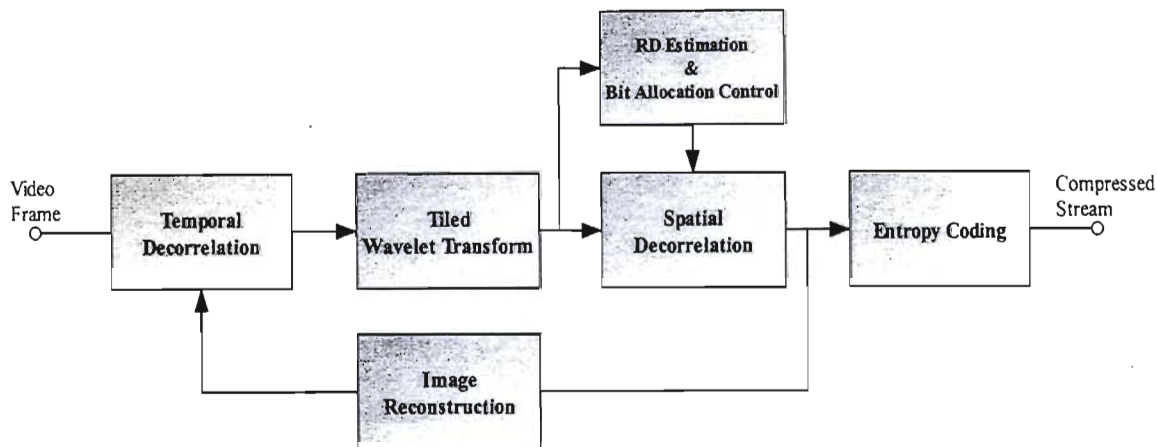 RD Estimation
&
Bit Allocation Control
Video
Frame
Temporal
Decorrelation
Tiled
Wavelet Transform
Spatial
Decorrelation
Entropy Coding
Compressed
Stream
Image
Reconstruction